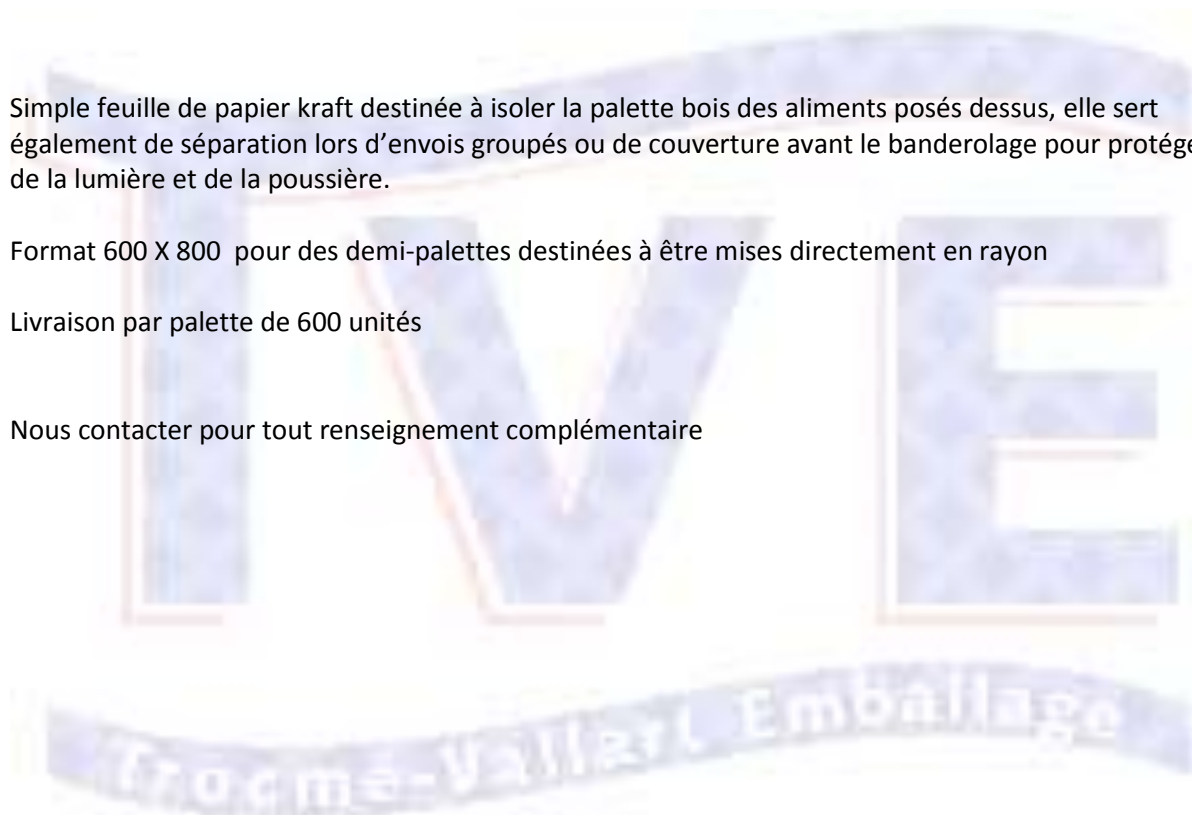 Simple feuille de papier kraft destinée à isoler la palette bois des aliments posés dessus, elle sert
également de séparation lors d’envois groupés ou de couverture avant le banderolage pour protége
de la lumière et de la poussière.
Format 600 X 800  pour des demi-palettes destinées à être mises directement en rayon
Livraison par palette de 600 unités
Nous contacter pour tout renseignement complémentaire
TVE
Trocmé-Vallart Emballage